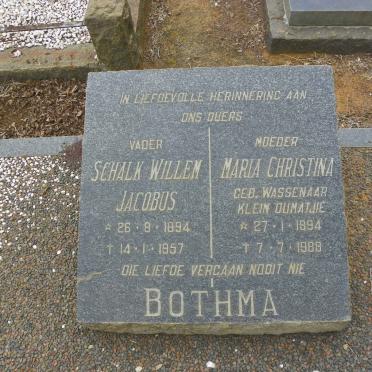 IN LIEFDEVOLLE HERINNERING AAN
ONS OUERS
VADER
SCHALK WILLEM
JACOBUS
* 26 · 8 · 1894
† 14 · 1 · 1957
MOEDER
MARIA CHRISTINA
GEB. WASSENAAR
KLEIN OUMATJIE
* 27 · 1 · 1894
† 7 · 7 · 1988
DIE LIEFDE VERGAAN NOOIT NIE
BOTHMA